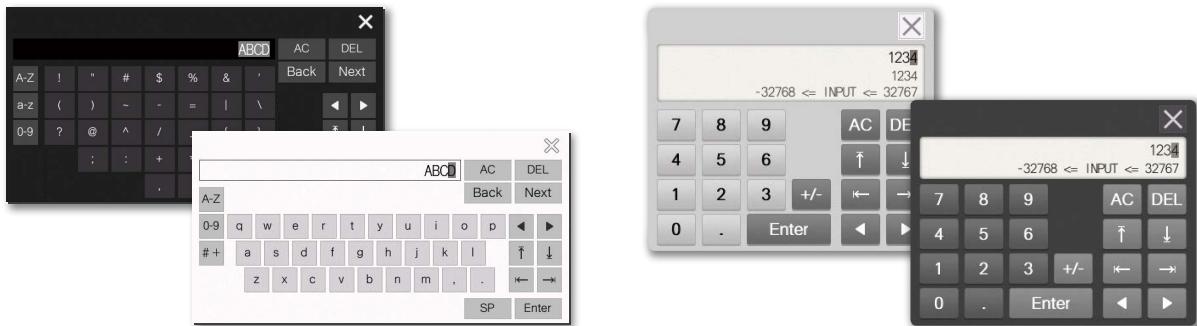 ABCD AC DEL
A-Z ! " # $ % & ' Back Next
a-z ( ) ~ - = | \ ◀ ▶
0-9 ? @ ^ /
; : +
,
ABCD AC DEL
A-Z Back Next
0-9 q w e r t y u i o p ◀ ▶
#+ a s d f g h j k l
z x c v b n m , .
SP Enter
1234
1234
-32768 <= INPUT <= 32767
7 8 9 AC DE
4 5 6
1 2 3 +/-
0 . Enter ◀ ▶
1234
-32768 <= INPUT <= 32767
7 8 9 AC DEL
4 5 6
1 2 3 +/-
0 . Enter ◀ ▶